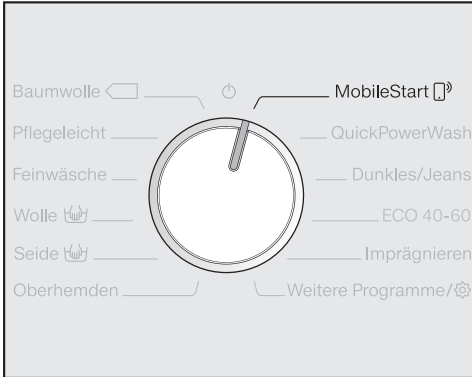 Baumwolle
MobileStart
Pflegeleicht
QuickPowerWash
Feinwäsche
Dunkles/Jeans
Wolle
ECO 40-60
Seide
Imprägnieren
Oberhemden
Weitere Programme/